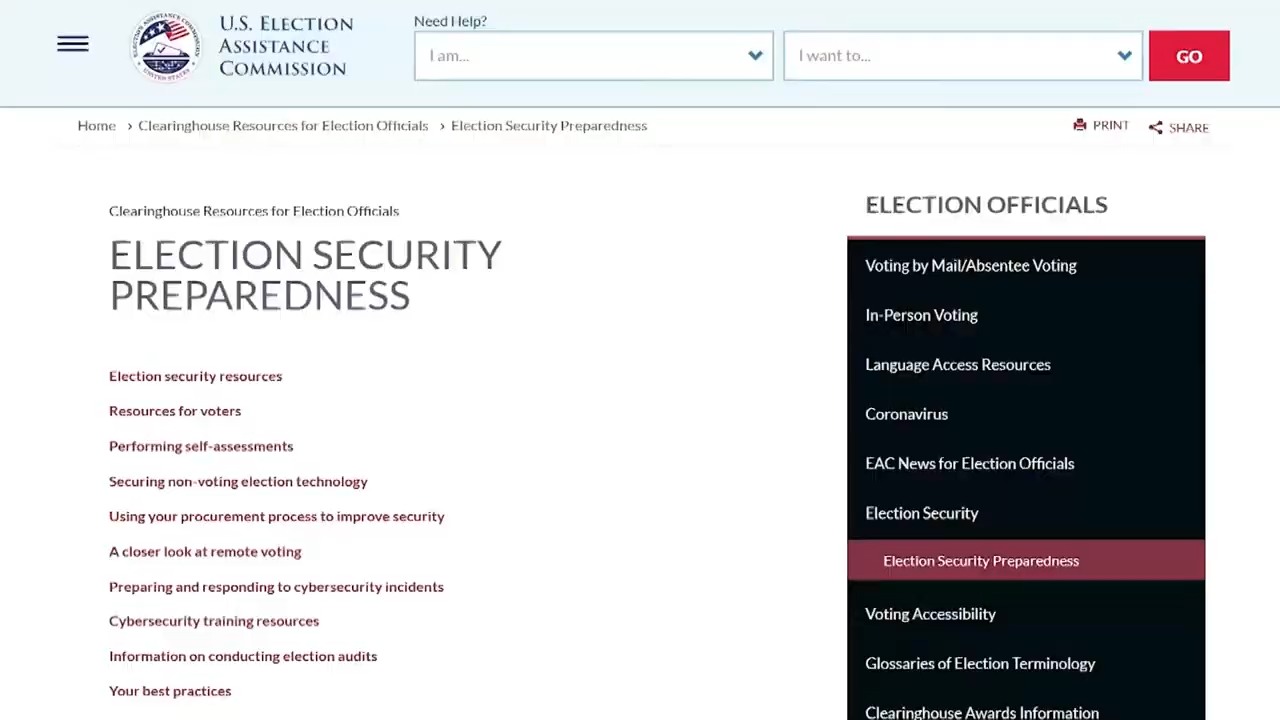 Need Help?
U.S. ELECTION
ASSISTANCE
COMMISSION
I am...
I want to...
GO
Home › Clearinghouse Resources for Election Officials › Election Security Preparedness
PRINT
SHARE
Clearinghouse Resources for Election Officials
ELECTION SECURITY
PREPAREDNESS
Election security resources
Resources for voters
Performing self-assessments
Securing non-voting election technology
Using your procurement process to improve security
A closer look at remote voting
Preparing and responding to cybersecurity incidents
Cybersecurity training resources
Information on conducting election audits
Your best practices
ELECTION OFFICIALS
Voting by Mail/Absentee Voting
In-Person Voting
Language Access Resources
Coronavirus
EAC News for Election Officials
Election Security
Election Security Preparedness
Voting Accessibility
Glossaries of Election Terminology
Clearinghouse Awards Information